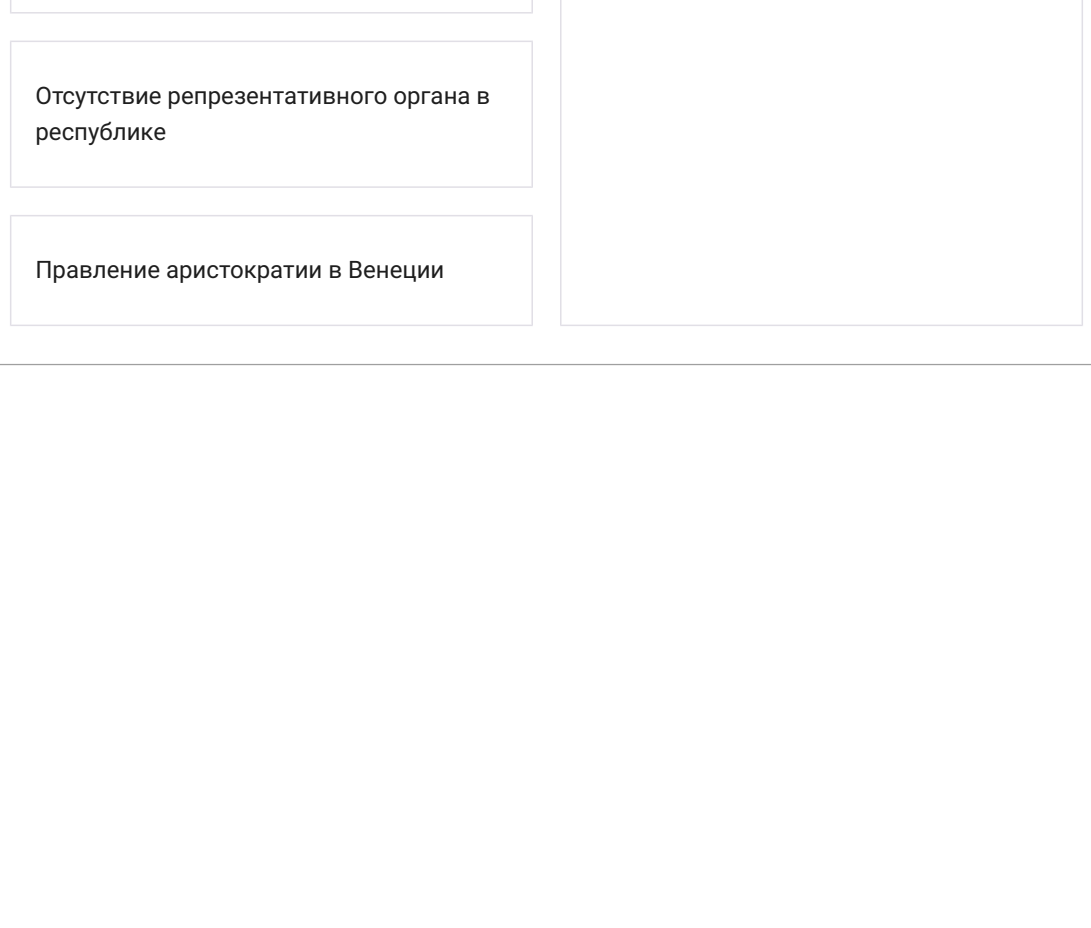 Отсутствие репрезентативного органа в
республике
Правление аристократии в Венеции